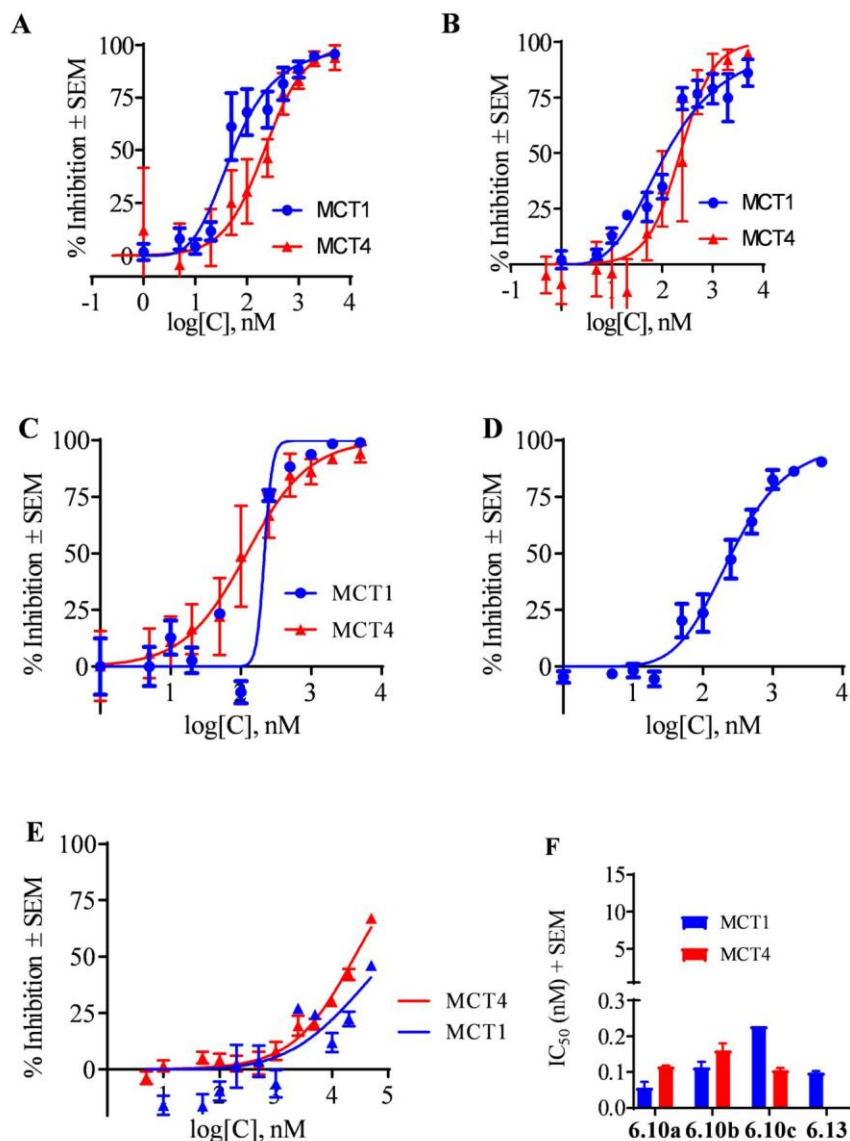 A
100
75
50
25
0
% Inhibition ± SEM
MCT1
MCT4
-1 0 1 2 3 4
log[C], nM
B
100
75
50
25
% Inhibition ± SEM
MCT1
MCT4
-1 1 2 3 4
log[C], nM
C
100
75
50
25
0
% Inhibition ± SEM
MCT1
MCT4
1 2 3 4
log[C], nM
D
100
75
50
25
0
% Inhibition ± SEM
1 2 3 4
log[C], nM
E
100
75
50
25
0
% Inhibition ± SEM
MCT4
MCT1
1 2 3 4 5
log[C], nM
F
15
10
5
0.3
0.2
0.1
0.0
IC50 (nM) + SEM
MCT1
MCT4
6.10a 6.10b 6.10c 6.13